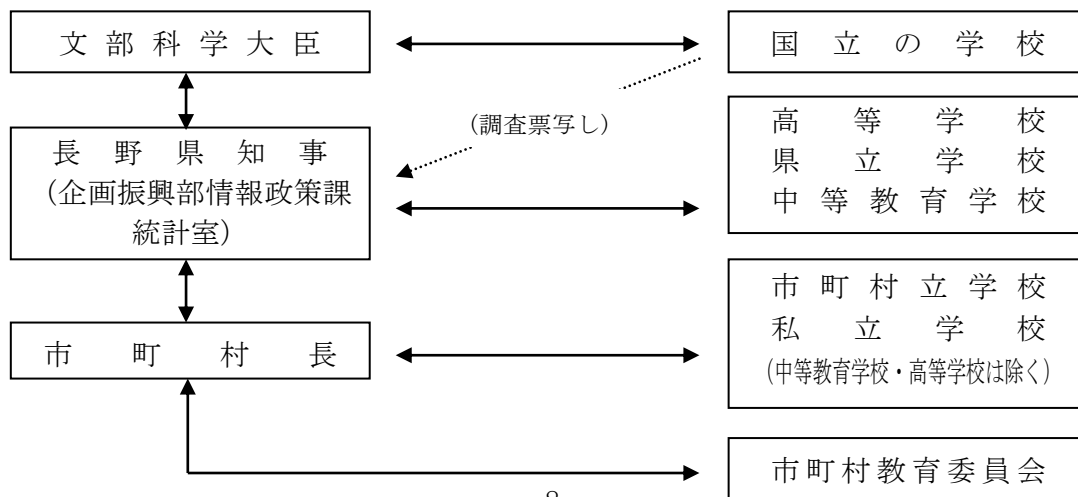 文部科学大臣
国立の学校
(調査票写し)
長野県知事
(企画振興部情報政策課
統計室)
高等学校
県立学校
中等教育学校
市町村立学校
私立学校
(中等教育学校・高等学校は除く)
市町村長
市町村教育委員会